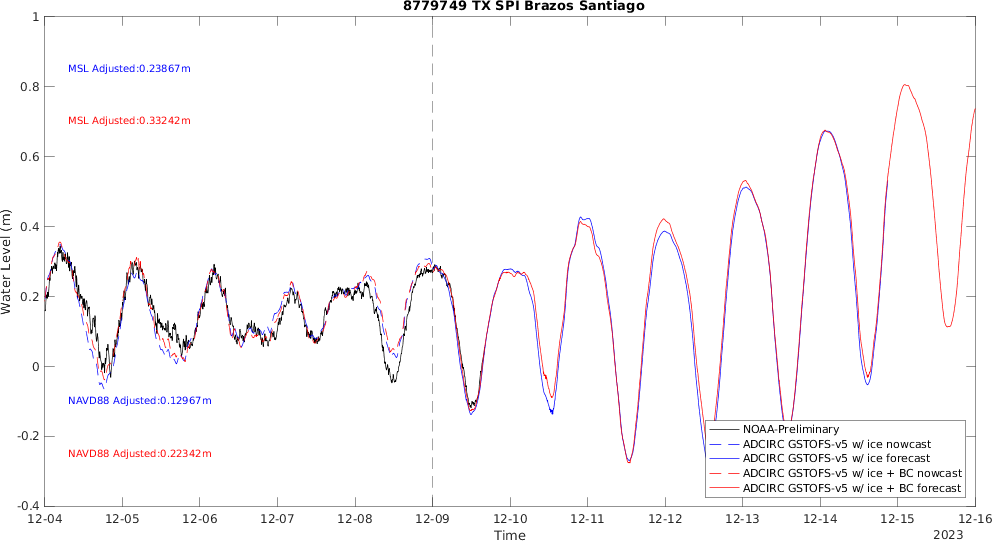 8779749 TX SPI Brazos Santiago
1
0.8
0.6
0.4
0.2
0
-0.2
-0.4
Water Level (m)
MSL Adjusted:0.23867m
MSL Adjusted:0.33242m
NAVD88 Adjusted:0.12967m
NAVD88 Adjusted:0.22342m
NOAA-Preliminary
ADCIRC GSTOFS-v5 w/ ice nowcast
ADCIRC GSTOFS-v5 w/ ice forecast
ADCIRC GSTOFS-v5 w/ ice + BC nowcast
ADCIRC GSTOFS-v5 w/ ice + BC forecast
12-04 12-05 12-06 12-07 12-08 12-09 12-10 12-11 12-12 12-13 12-14 12-15 12-16
Time
2023